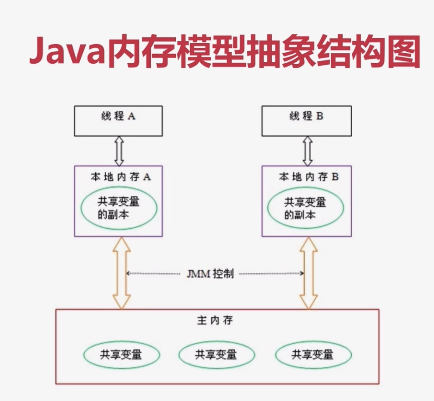 Java内存模型抽象结构图
线程 A
线程 B
本地内存 A
本地内存 B
共享变量
的副本
共享变量
的副本
JMM 控制
主内存
共享变量
共享变量
共享变量